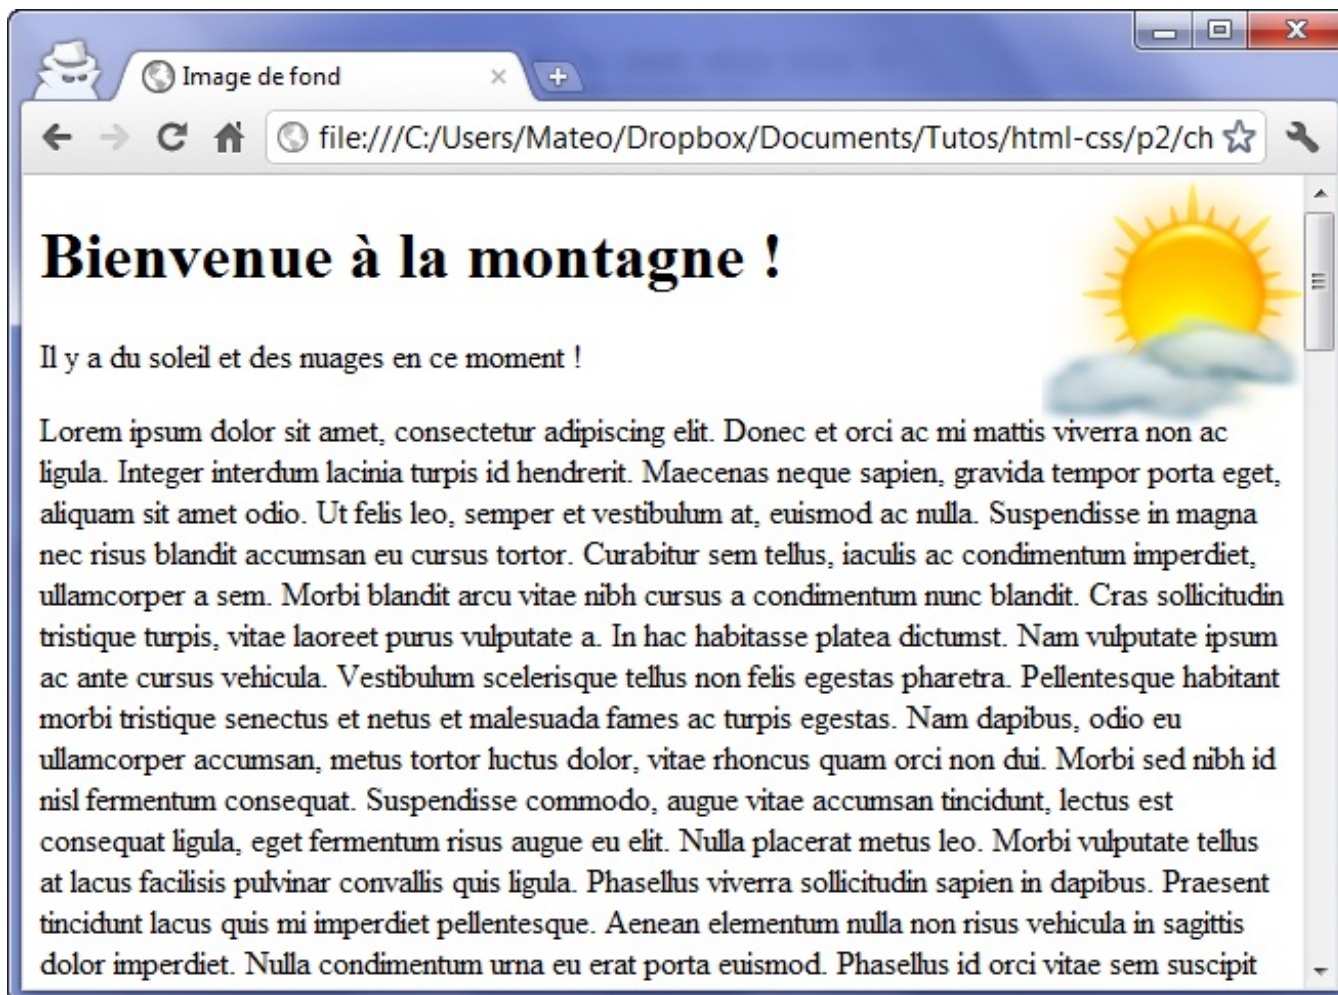 Image de fond
file:///C:/Users/Mateo/Dropbox/Documents/Tutos/html-css/p2/ch
Bienvenue à la montagne !
Il y a du soleil et des nuages en ce moment !
Lorem ipsum dolor sit amet, consectetur adipiscing elit. Donec et orci ac mi mattis viverra non ac
ligula. Integer interdum lacinia turpis id hendrerit. Maecenas neque sapien, gravida tempor porta eget,
aliquam sit amet odio. Ut felis leo, semper et vestibulum at, euismod ac nulla. Suspendisse in magna
nec risus blandit accumsan eu cursus tortor. Curabitur sem tellus, iaculis ac condimentum imperdiet,
ullamcorper a sem. Morbi blandit arcu vitae nibh cursus a condimentum nunc blandit. Cras sollicitudin
tristique turpis, vitae laoreet purus vulputate a. In hac habitasse platea dictumst. Nam vulputate ipsum
ac ante cursus vehicula. Vestibulum scelerisque tellus non felis egestas pharetra. Pellentesque habitant
morbi tristique senectus et netus et malesuada fames ac turpis egestas. Nam dapibus, odio eu
ullamcorper accumsan, metus tortor luctus dolor, vitae rhoncus quam orci non dui. Morbi sed nibh id
nisl fermentum consequat. Suspendisse commodo, augue vitae accumsan tincidunt, lectus est
consequat ligula, eget fermentum risus augue eu elit. Nulla placerat metus leo. Morbi vulputate tellus
at lacus facilisis pulvinar convallis quis ligula. Phasellus viverra sollicitudin sapien in dapibus. Praesent
tincidunt lacus quis mi imperdiet pellentesque. Aenean elementum nulla non risus vehicula in sagittis
dolor imperdiet. Nulla condimentum urna eu erat porta euismod. Phasellus id orci vitae sem suscipit